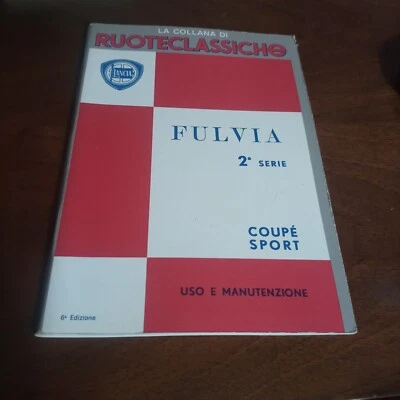 LA COLLANA DI
RUOTECLASSICHE
LANCIA
FULVIA
2ª SERIE
COUPÉ
SPORT
USO E MANUTENZIONE
6ª Edizione